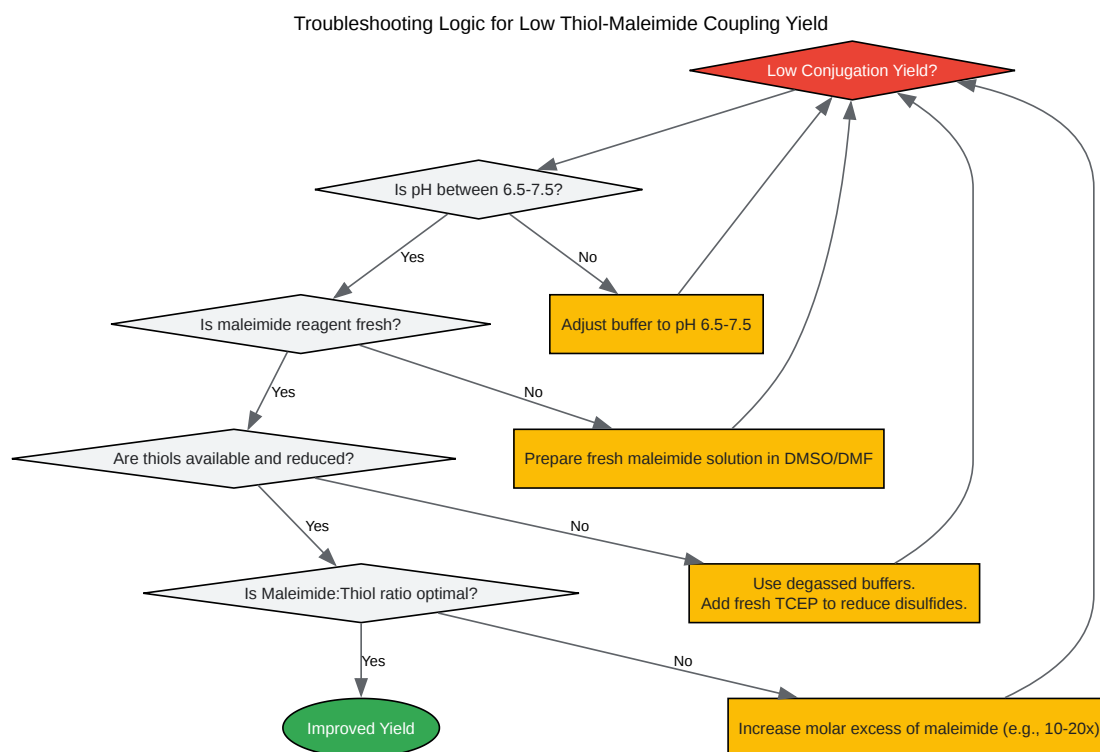 Troubleshooting Logic for Low Thiol-Maleimide Coupling Yield
Low Conjugation Yield?
Is pH between 6.5-7.5?
Yes
No
Is maleimide reagent fresh?
Adjust buffer to pH 6.5-7.5
Yes
No
Are thiols available and reduced?
Prepare fresh maleimide solution in DMSO/DMF
Yes
No
Is Maleimide:Thiol ratio optimal?
Use degassed buffers.
Add fresh TCEP to reduce disulfides.
Yes
No
Improved Yield
Increase molar excess of maleimide (e.g., 10-20x)